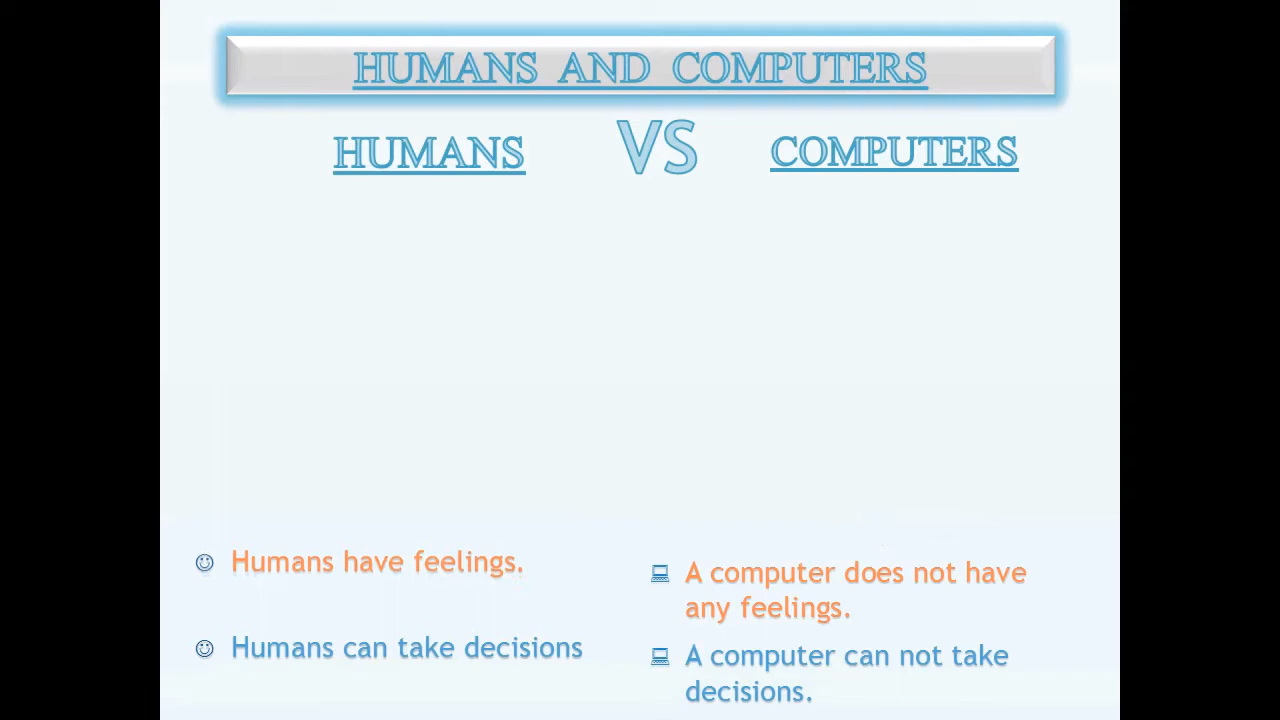 HUMANS AND COMPUTERS
HUMANS VS COMPUTERS
Humans have feelings.
Humans can take decisions
A computer does not have
any feelings.
A computer can not take
decisions.